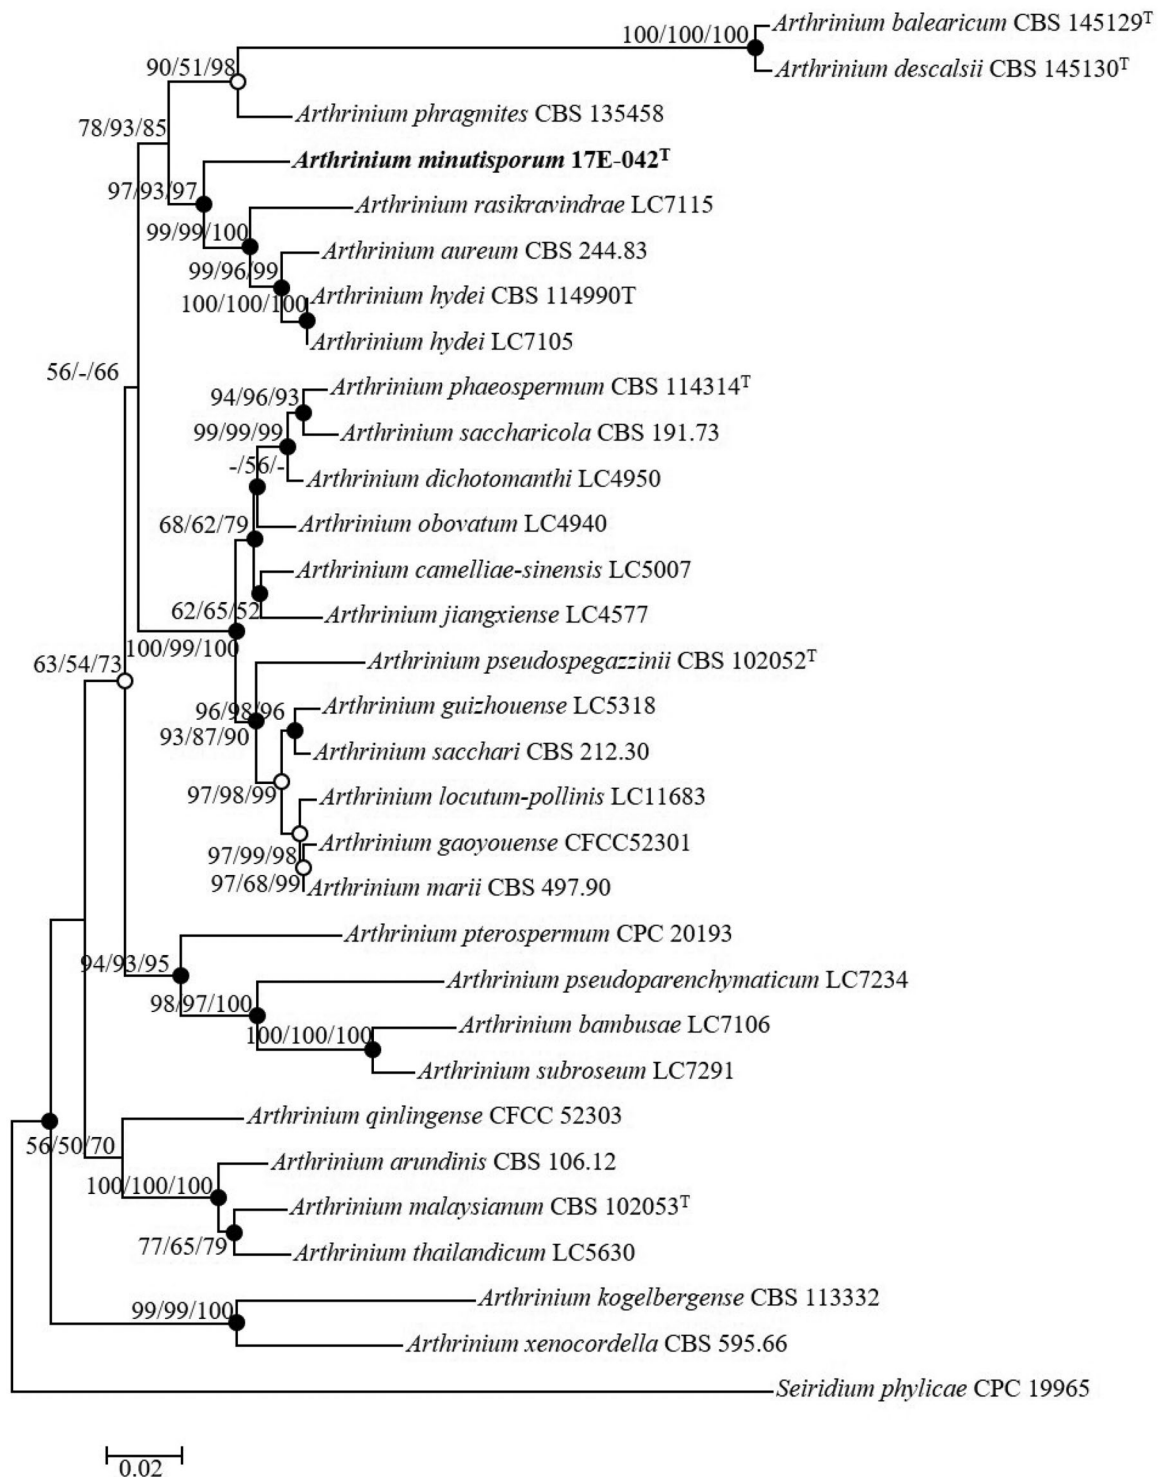 Arthrinium balearicum CBS 145129T
100/100/100
90/51/98
Arthrinium descalsii CBS 145130T
Arthrinium phragmites CBS 135458
78/93/85
Arthrinium minutisporum 17E-042T
97/93/97
Arthrinium rasikravindrae LC7115
99/99/100
Arthrinium aureum CBS 244.83
99/96/99
Arthrinium hydei CBS 114990T
100/100/100
Arthrinium hydei LC7105
56/-/66
Arthrinium phaeospermum CBS 114314T
94/96/93
Arthrinium saccharicola CBS 191.73
99/99/99
-/56/-
Arthrinium dichotomanthi LC4950
68/62/79
Arthrinium obovatum LC4940
Arthrinium camelliae-sinensis LC5007
62/65/52
Arthrinium jiangxiense LC4577
100/99/100
63/54/73
Arthrinium pseudospegazzinii CBS 102052T
Arthrinium guizhouense LC5318
96/98/96
93/87/90
Arthrinium sacchari CBS 212.30
97/98/99
Arthrinium locutum-pollinis LC11683
Arthrinium gaoyouense CFCC52301
97/99/98
97/68/99
Arthrinium marii CBS 497.90
Arthrinium pterospermum CPC 20193
94/93/95
Arthrinium pseudoparenchymaticum LC7234
98/97/100
Arthrinium bambusae LC7106
100/100/100
Arthrinium subroseum LC7291
Arthrinium qinlingense CFCC 52303
56/50/70
Arthrinium arundinis CBS 106.12
100/100/100
Arthrinium malaysianum CBS 102053T
77/65/79
Arthrinium thailandicum LC5630
Arthrinium kogelbergense CBS 113332
99/99/100
Arthrinium xenocordella CBS 595.66
Seiridium phylicae CPC 19965
0.02